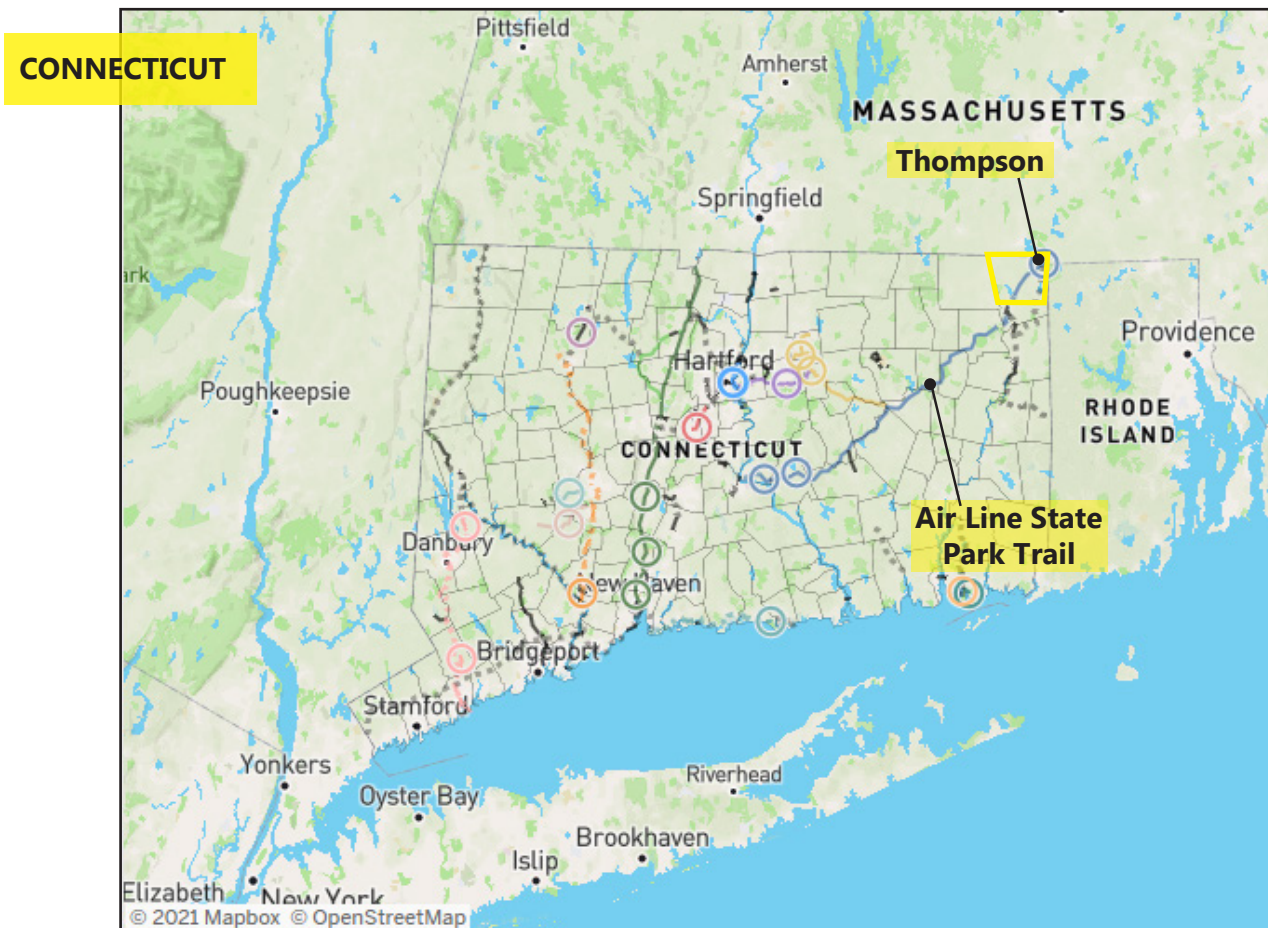 Pittsfield
CONNECTICUT
Amherst
MASSACHUSETTS
Thompson
Springfield
ark
Providence
Hartford
Poughkeepsie
RHODE
ISLAND
CONNECTICUT
Air Line State
Park Trail
Danbury
New Haven
Bridgeport
Stamford
Yonkers
Riverhead
Oyster Bay
Brookhaven
Islip
Elizabeth
New York
© 2021 Mapbox © OpenStreetMap